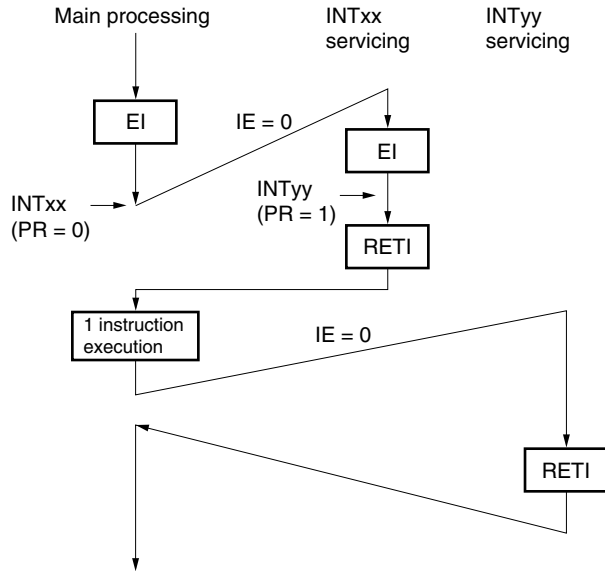 Main processing
INTxx
servicing
INTyy
servicing
EI
IE = 0
EI
INTxx
(PR = 0)
INTyy
(PR = 1)
RETI
1 instruction
execution
IE = 0
RETI